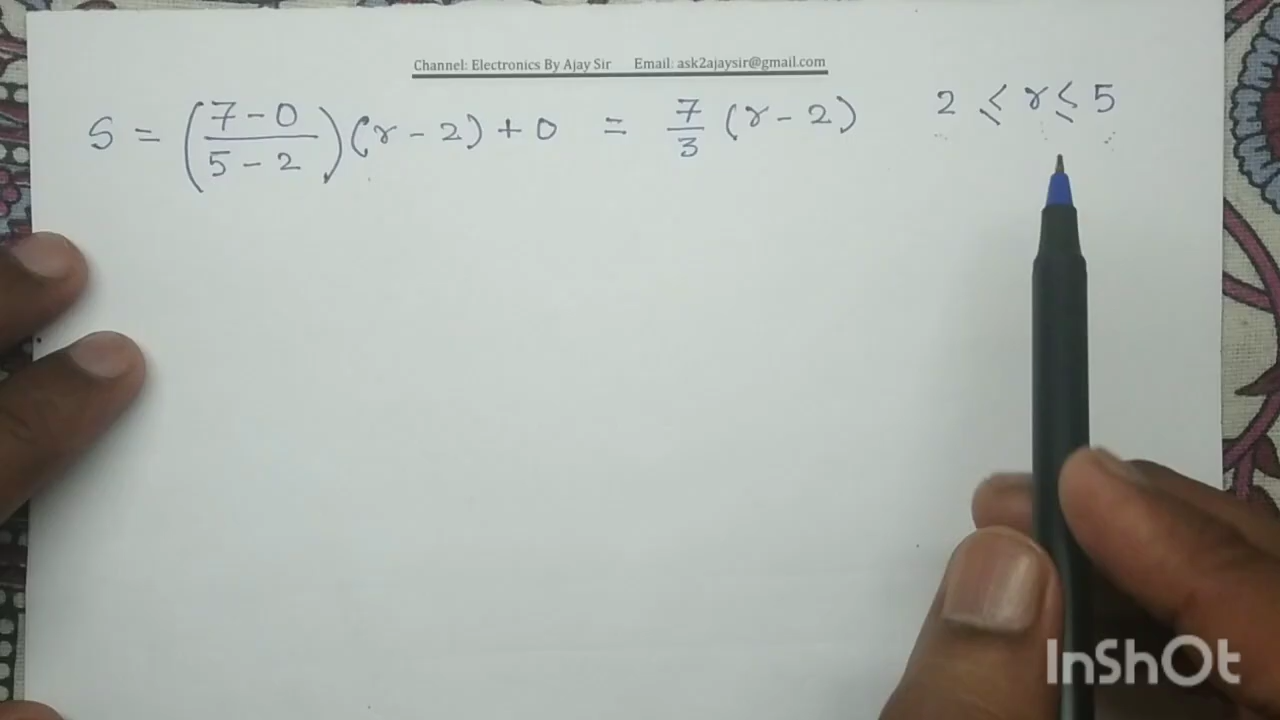 Channel: Electronics By Ajay Sir Email: ask2ajaysir@gmail.com
S = (7-0/5-2)(r-2)+0 = 7/3 (r-2) 2 ≤ r ≤ 5
InShOt